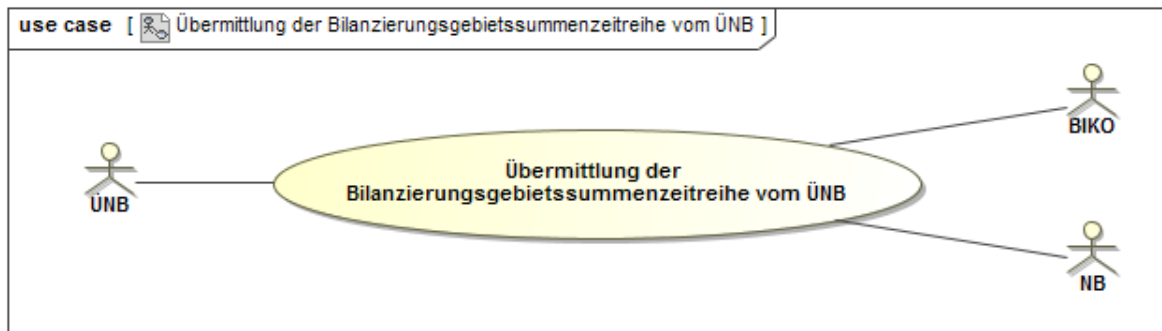 use case [ Übermittlung der Bilanzierungsgebietssummenzeitreihe vom ÜNB ]
BIKO
Übermittlung der
Bilanzierungsgebietssummenzeitreihe vom ÜNB
ÜNB
NB